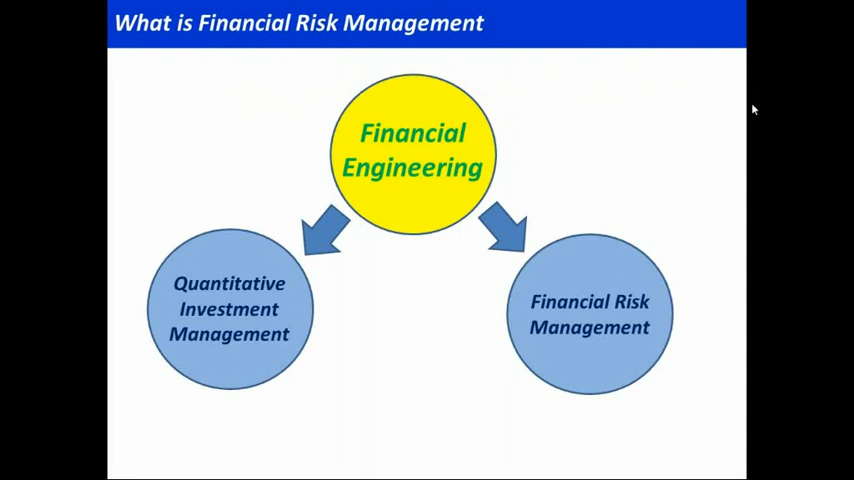 What is Financial Risk Management
Financial
Engineering
Quantitative
Investment
Management
Financial Risk
Management